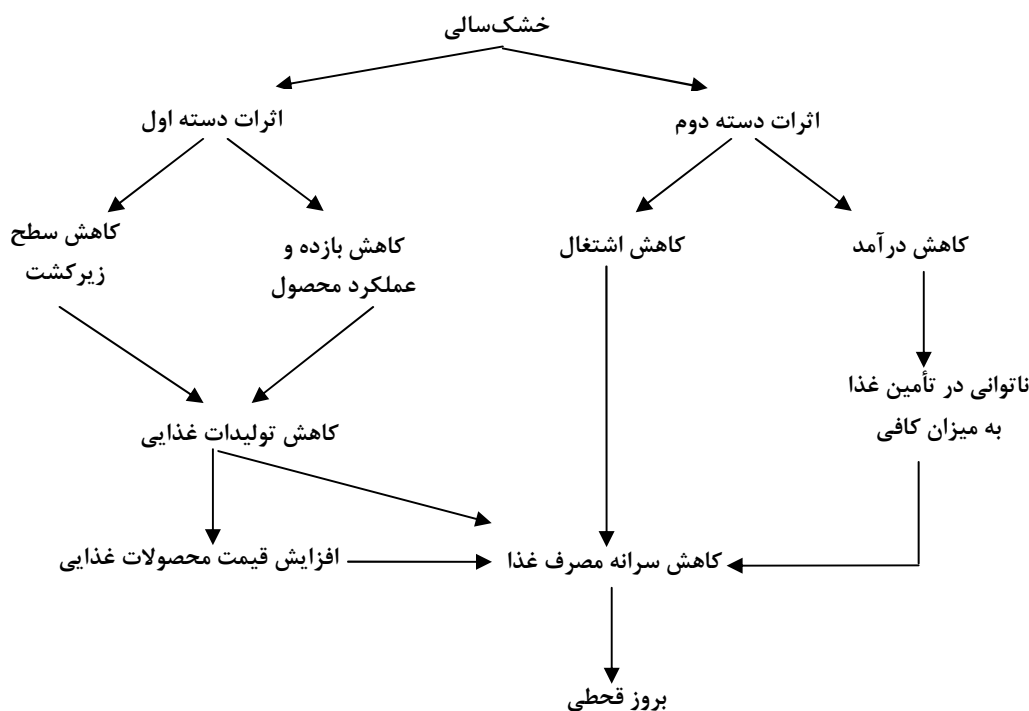 خشک‌سالی
اثرات دسته دوم
اثرات دسته اول
کاهش درآمد
کاهش اشتغال
کاهش بازده و
عملکرد محصول
کاهش سطح
زیرکشت
ناتوانی در تأمین غذا
به میزان کافی
کاهش تولیدات غذایی
کاهش سرانه مصرف غذا
افزایش قیمت محصولات غذایی
بروز قحطی